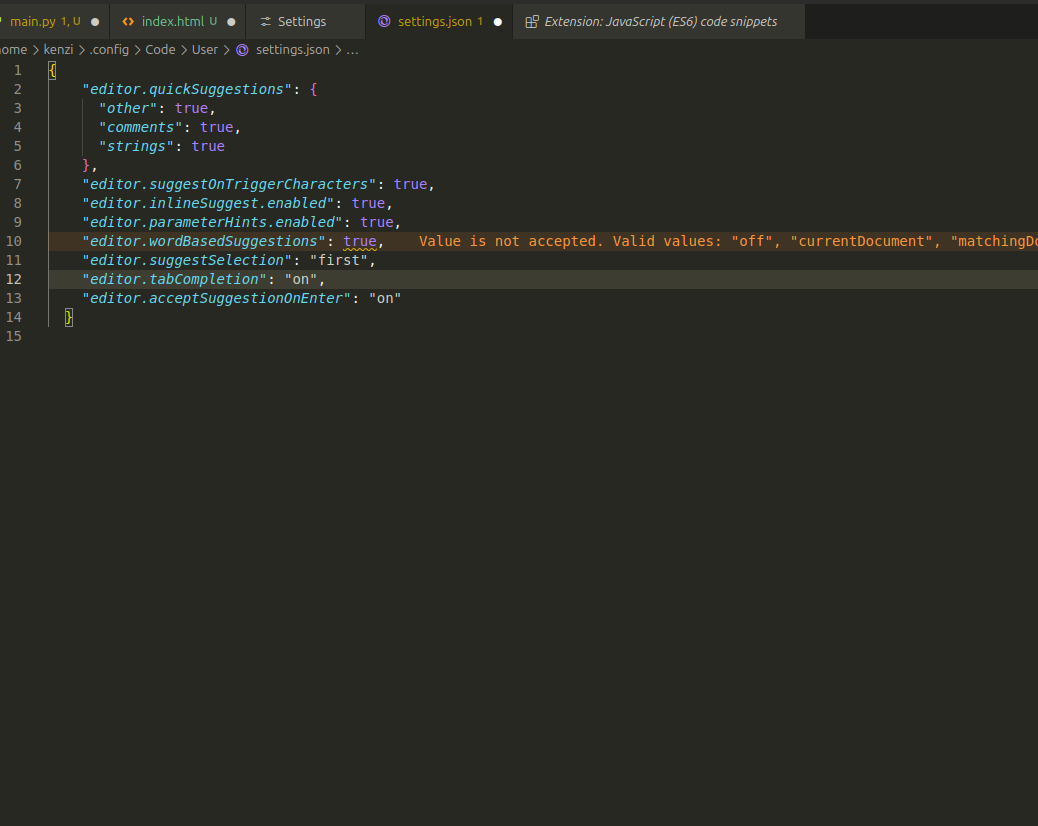 main.py 1, U ● index.html U ● Settings settings.json 1 ● Extension: JavaScript (ES6) code snippets
kenzi > .config > Code > User > settings.json > ...
1 {
2 "editor.quickSuggestions": {
3 "other": true,
4 "comments": true,
5 "strings": true
6 },
7 "editor.suggestOnTriggerCharacters": true,
8 "editor.inlineSuggest.enabled": true,
9 "editor.parameterHints.enabled": true,
10 "editor.wordBasedSuggestions": true, Value is not accepted. Valid values: "off", "currentDocument",
11 "editor.suggestSelection": "first",
12 "editor.tabCompletion": "on",
13 "editor.acceptSuggestionOnEnter": "on"
14 }
15